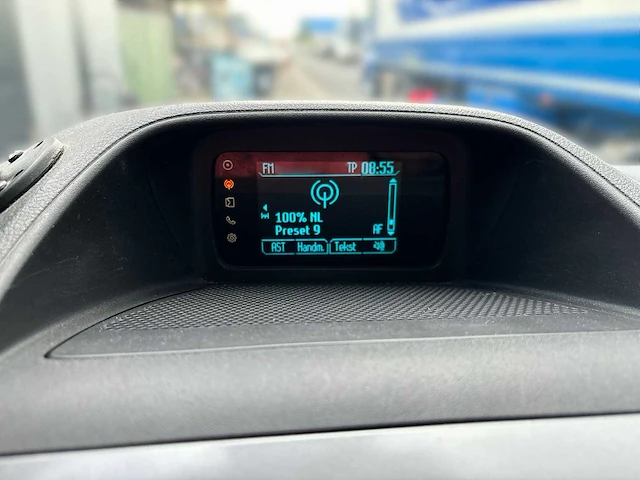 FM TP 08:55
100% NL
Preset 9 AF
AST Handm. Tekst